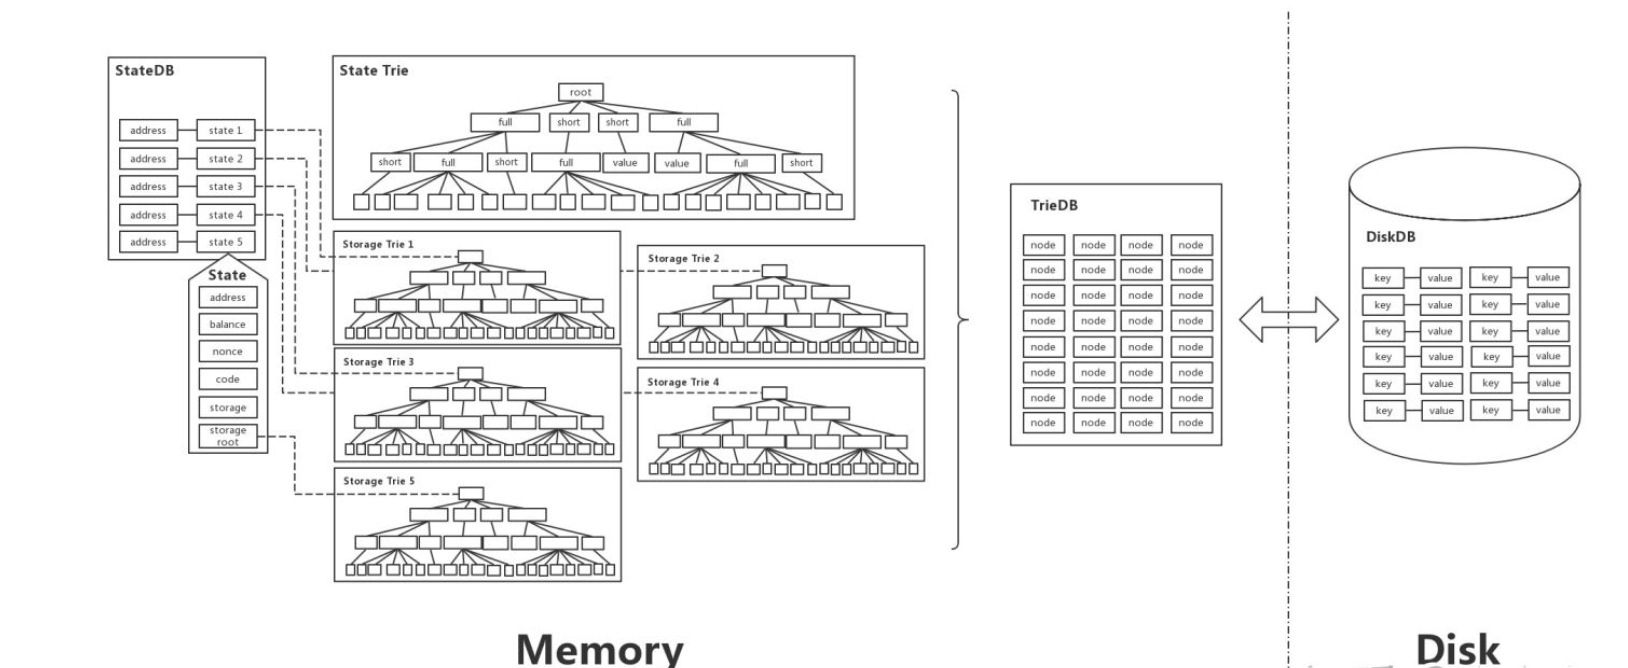 StateDB
address state 1
address state 2
address state 3
address state 4
address state 5
State
address
balance
nonce
code
storage
storage
root
State Trie
root
full short short full
short full short full value value full short
Storage Trie 1
Storage Trie 2
Storage Trie 3
Storage Trie 4
Storage Trie 5
TrieDB
node node node node
node node node node
node node node node
node node node node
node node node node
node node node node
node node node node
node node node node
DiskDB
key value key value
key value key value
key value key value
key value key value
key value key value
key value key value
Memory
Disk